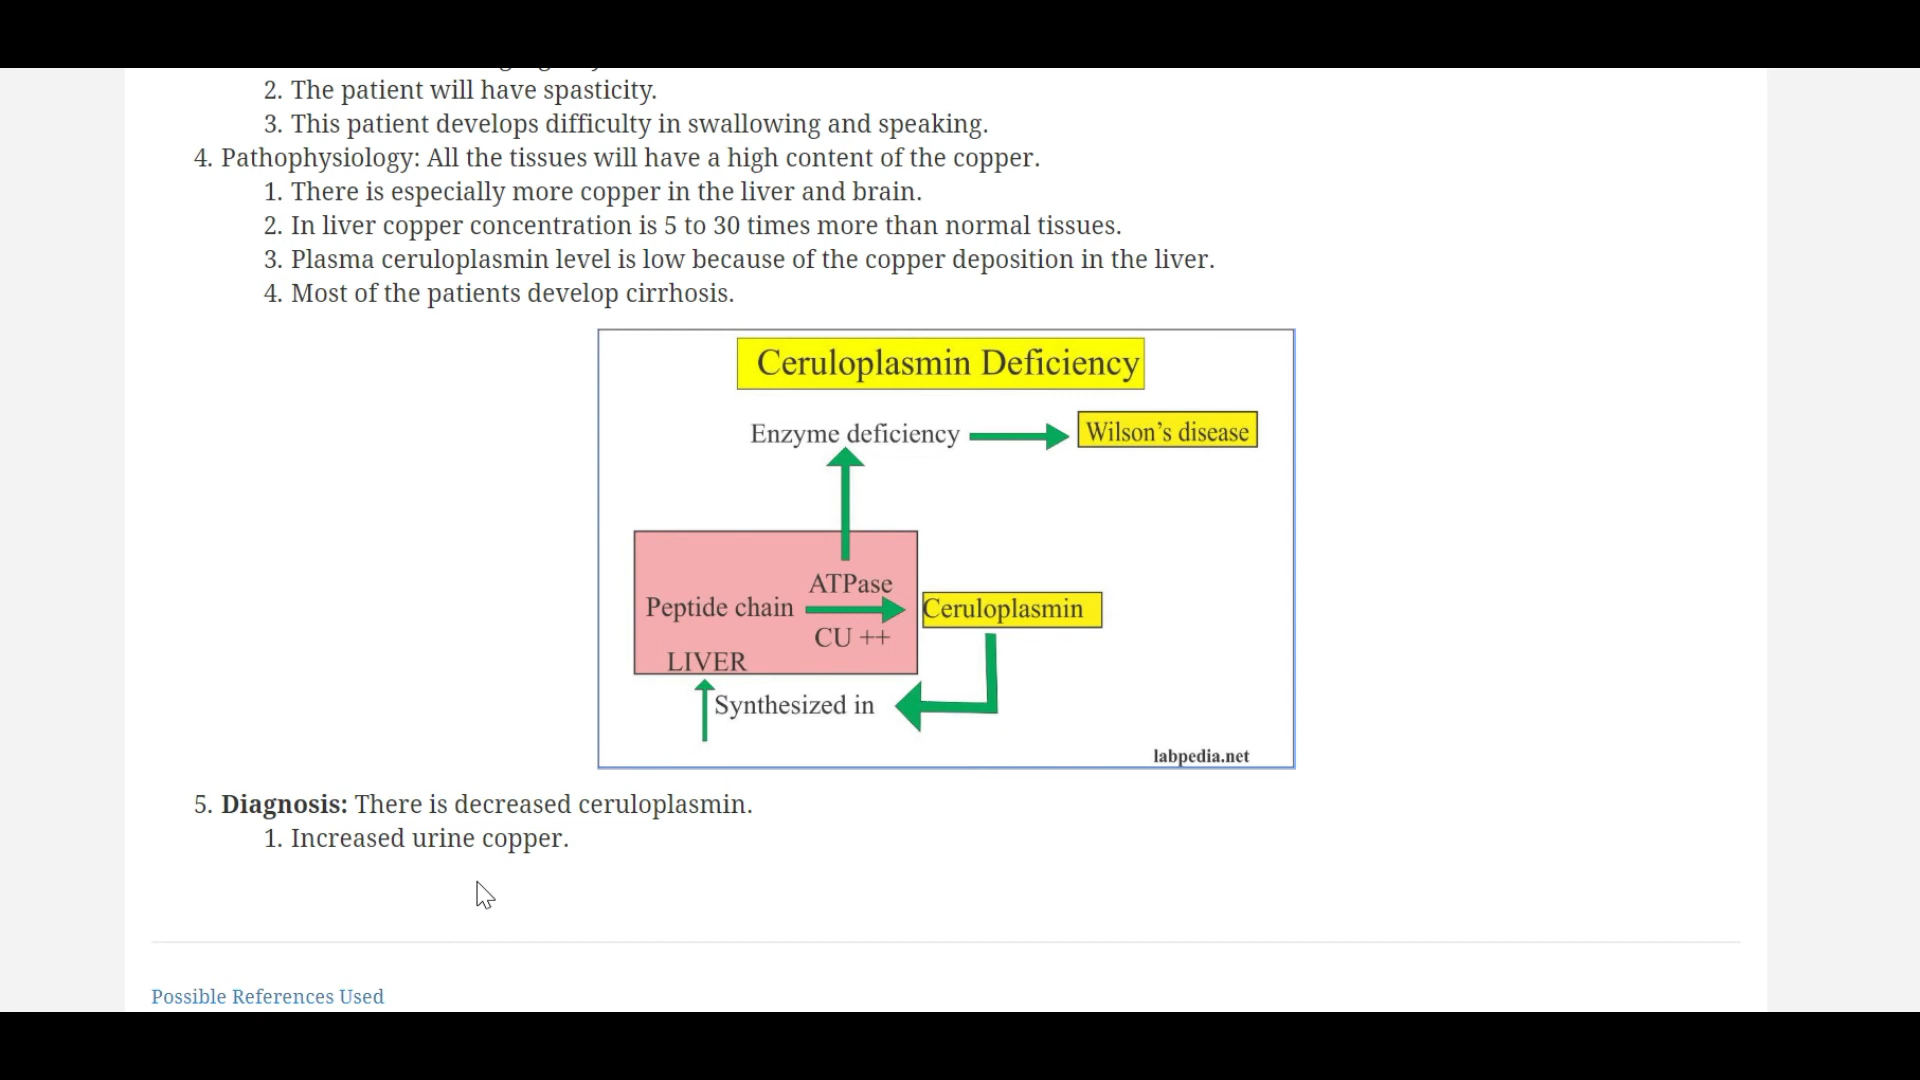 2. The patient will have spasticity.
3. This patient develops difficulty in swallowing and speaking.
4. Pathophysiology: All the tissues will have a high content of the copper.
1. There is especially more copper in the liver and brain.
2. In liver copper concentration is 5 to 30 times more than normal tissues.
3. Plasma ceruloplasmin level is low because of the copper deposition in the liver.
4. Most of the patients develop cirrhosis.
Ceruloplasmin Deficiency
Enzyme deficiency
Wilson’s disease
ATPase
Peptide chain
Ceruloplasmin
CU ++
LIVER
Synthesized in
labpedia.net
5. Diagnosis: There is decreased ceruloplasmin.
1. Increased urine copper.
Possible References Used